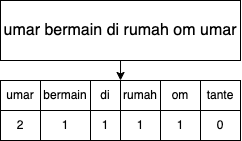 umar bermain di rumah om umar
umar bermain di rumah om tante
2 1 1 1 1 0